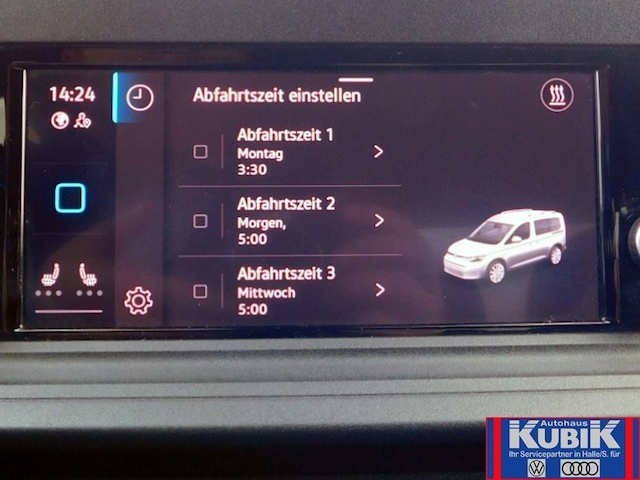 14:24
Abfahrtszeit einstellen
Abfahrtszeit 1
Montag
3:30
Abfahrtszeit 2
Morgen,
5:00
Abfahrtszeit 3
Mittwoch
5:00
Autohaus
KUBIK
Ihr Servicepartner in Halle/S. für